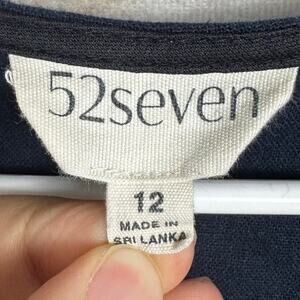 52seven
12
MADE IN
SRI LANKA